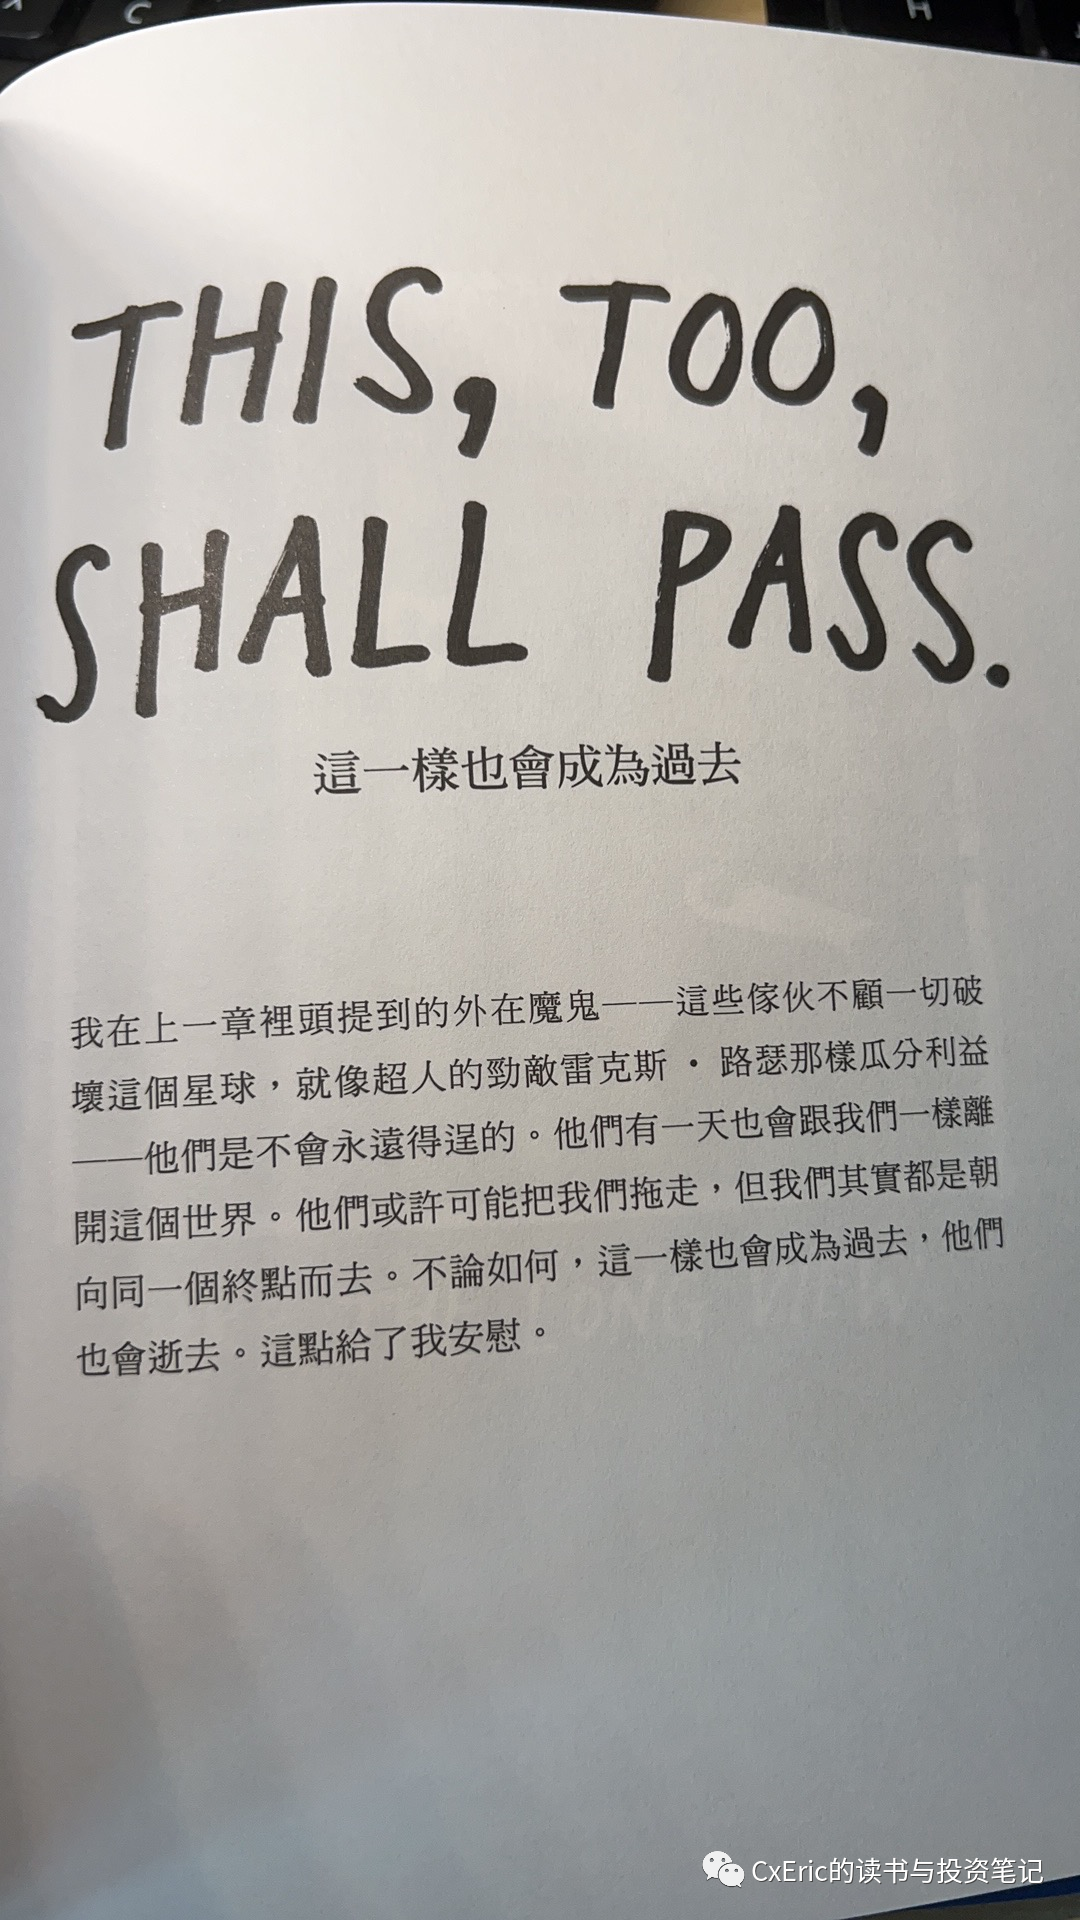 C
H
THIS, TOO,
SHALL PASS.
這一樣也會成為過去
我在上一章裡頭提到的外在魔鬼——這些傢伙不顧一切破
壞這個星球，就像超人的勁敵雷克斯・路瑟那樣瓜分利益
——他們是不會永遠得逞的。他們有一天也會跟我們一樣離
開這個世界。他們或許可能把我們拖走，但我們其實都是朝
向同一個終點而去。不論如何，這一樣也會成為過去，他們
也會逝去。這點給了我安慰。
CxEric的读书与投资笔记